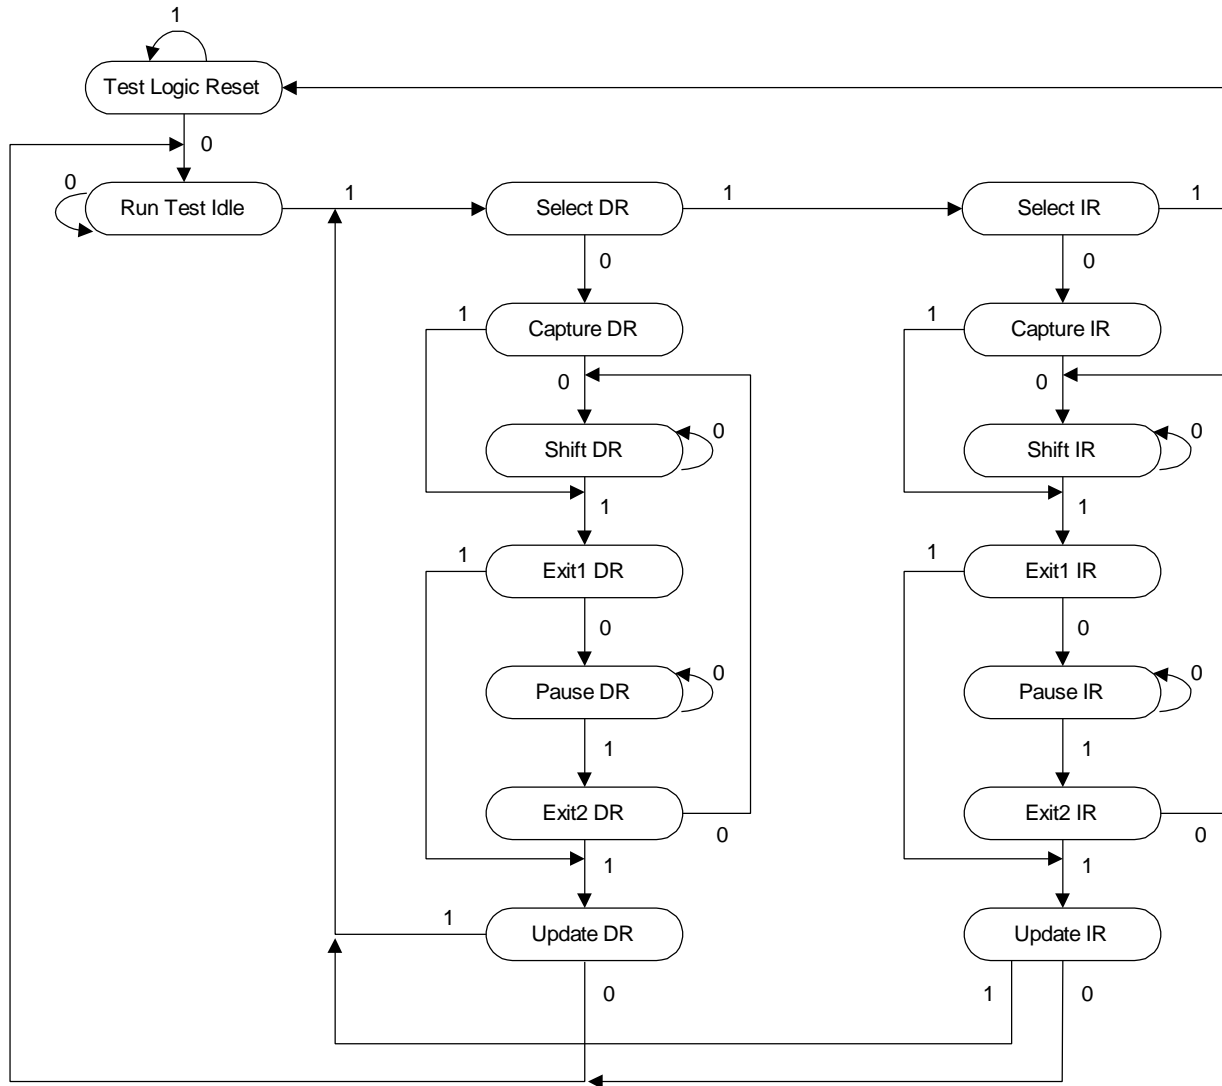 1
Test Logic Reset
0
0
Run Test Idle
1
Select DR
1
Select IR
1
0
0
1
Capture DR
1
Capture IR
0
0
Shift DR
0
Shift IR
0
1
1
1
Exit1 DR
1
Exit1 IR
0
0
Pause DR
0
Pause IR
0
1
1
Exit2 DR
0
Exit2 IR
0
1
1
1
Update DR
Update IR
0
1
0